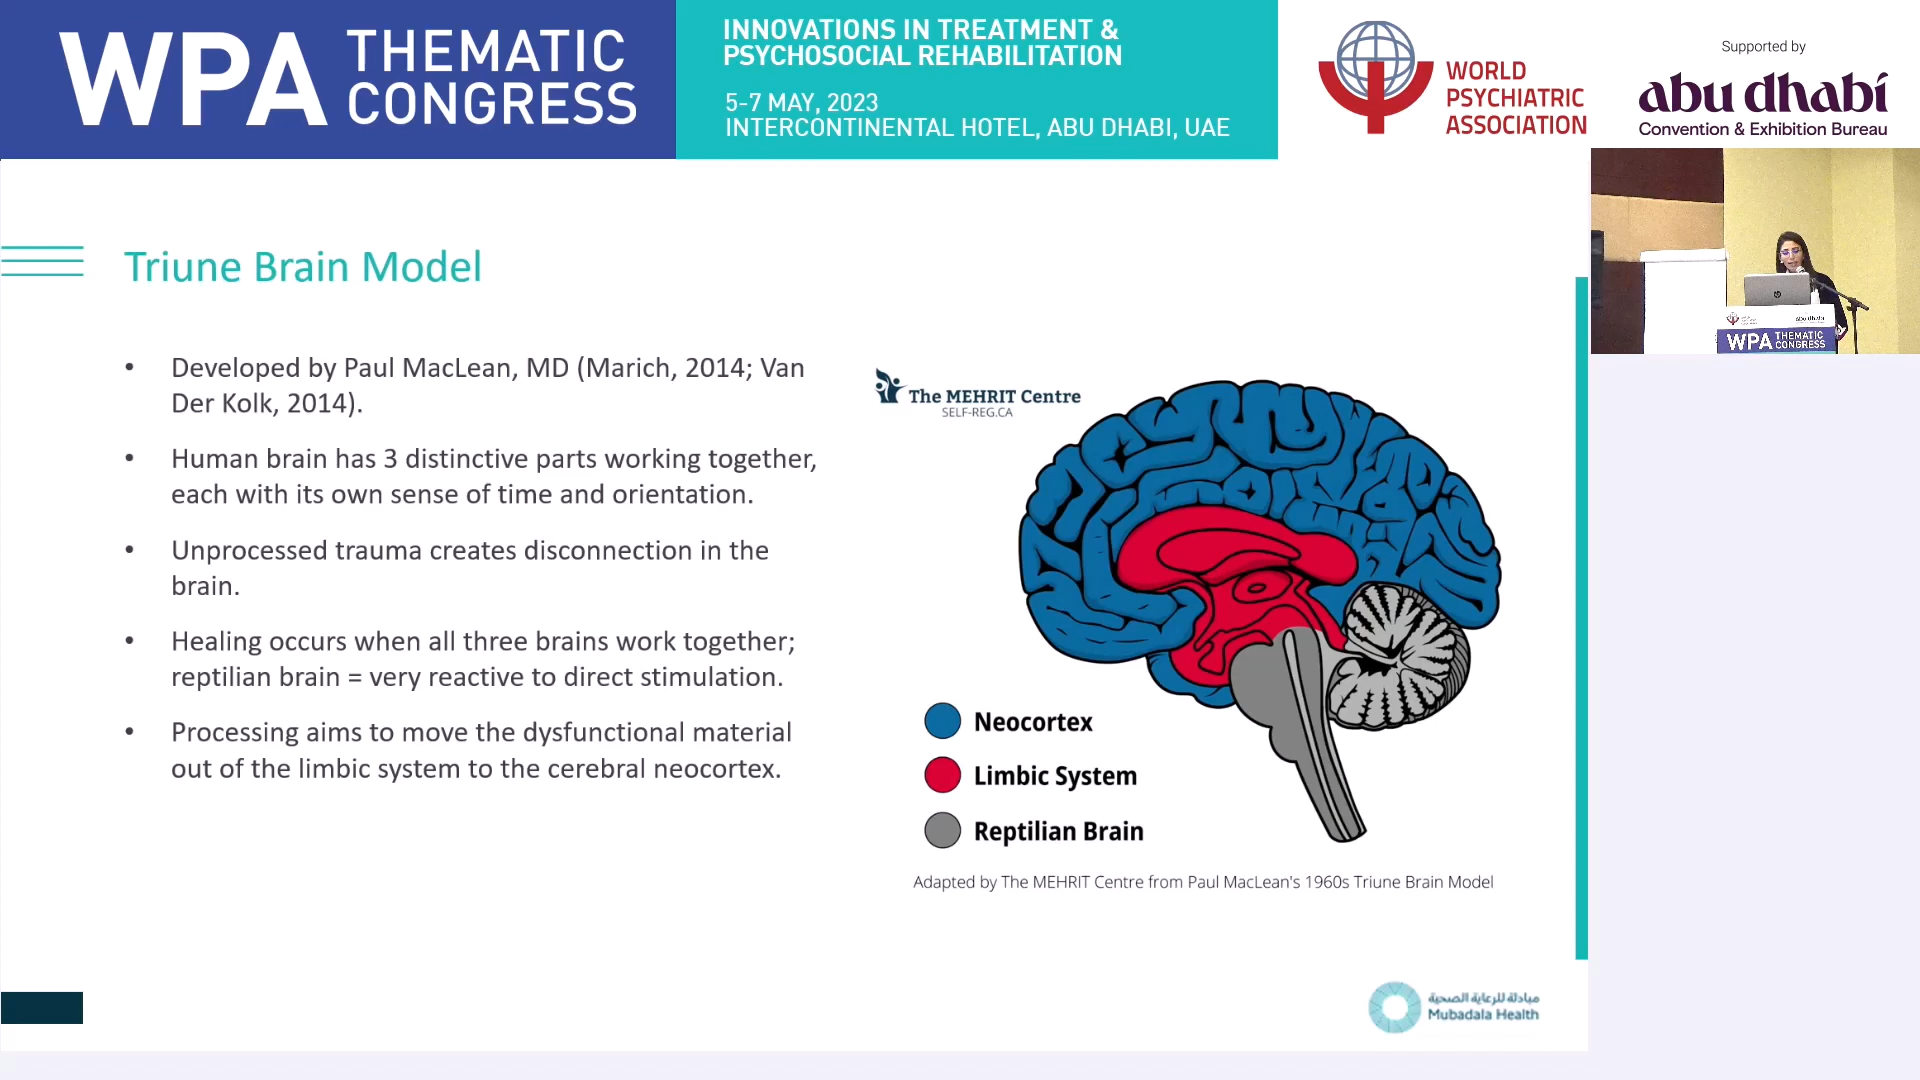 WPA THEMATIC CONGRESS
INNOVATIONS IN TREATMENT &
PSYCHOSOCIAL REHABILITATION
5-7 MAY, 2023
INTERCONTINENTAL HOTEL, ABU DHABI, UAE
WORLD
PSYCHIATRIC
ASSOCIATION
Supported by
abu dhabi
Convention & Exhibition Bureau
WPA THEMATIC CONGRESS
Triune Brain Model
• Developed by Paul MacLean, MD (Marich, 2014; Van
Der Kolk, 2014).
• Human brain has 3 distinctive parts working together,
each with its own sense of time and orientation.
• Unprocessed trauma creates disconnection in the
brain.
• Healing occurs when all three brains work together;
reptilian brain = very reactive to direct stimulation.
• Processing aims to move the dysfunctional material
out of the limbic system to the cerebral neocortex.
The MEHRIT Centre
SELF-REG.CA
Neocortex
Limbic System
Reptilian Brain
Adapted by The MEHRIT Centre from Paul MacLean's 1960s Triune Brain Model
مبادلة للرعاية الصحية
Mubadala Health